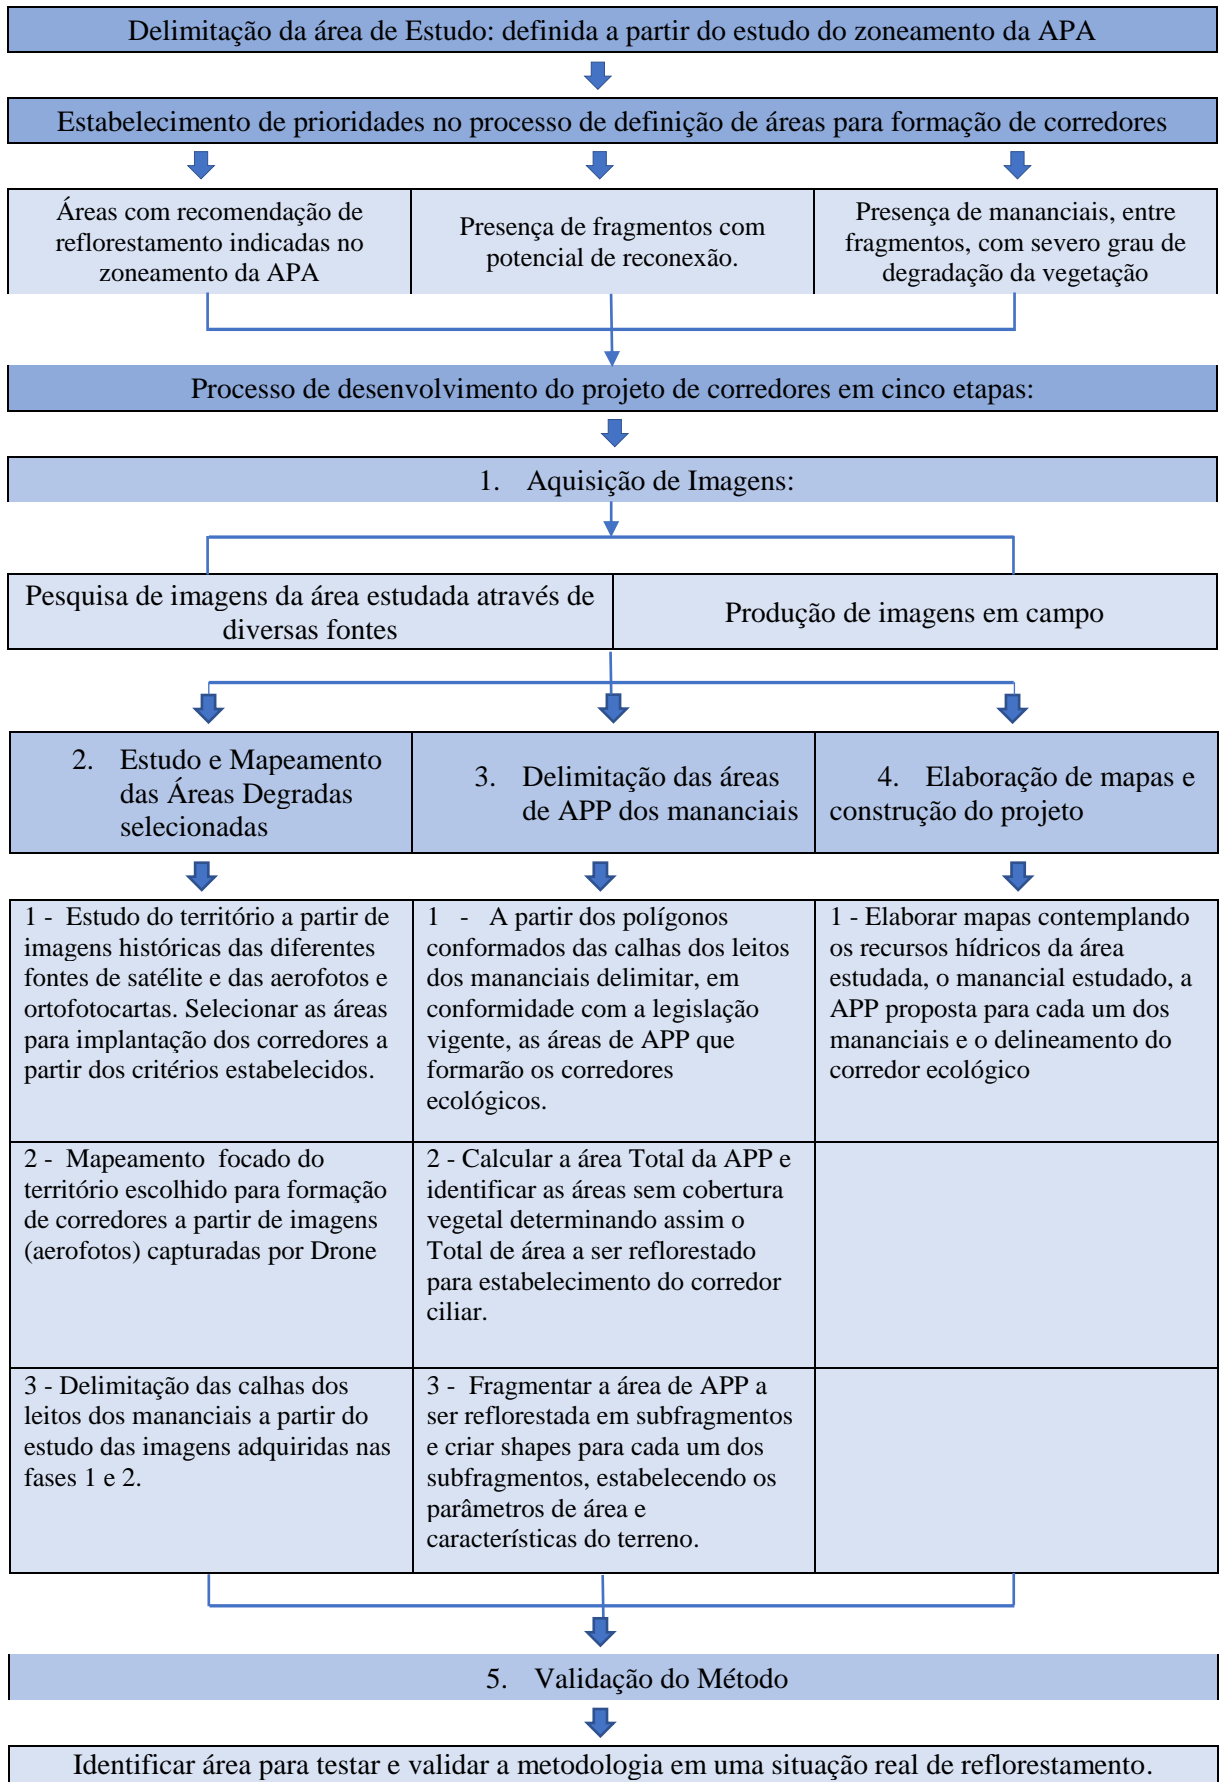 Delimitação da área de Estudo: definida a partir do estudo do zoneamento da APA
Estabelecimento de prioridades no processo de definição de áreas para formação de corredores
Áreas com recomendação de
reflorestamento indicadas no
zoneamento da APA
Presença de fragmentos com
potencial de reconexão.
Presença de mananciais, entre
fragmentos, com severo grau de
degradação da vegetação
Processo de desenvolvimento do projeto de corredores em cinco etapas:
1. Aquisição de Imagens:
Pesquisa de imagens da área estudada através de
diversas fontes
Produção de imagens em campo
2. Estudo e Mapeamento
das Áreas Degradas
selecionadas
3. Delimitação das áreas
de APP dos mananciais
4. Elaboração de mapas e
construção do projeto
1 - Estudo do território a partir de
imagens históricas das diferentes
fontes de satélite e das aerofotos e
ortofotocartas. Selecionar as áreas
para implantação dos corredores a
partir dos critérios estabelecidos.
1 - A partir dos polígonos
conformados das calhas dos leitos
dos mananciais delimitar, em
conformidade com a legislação
vigente, as áreas de APP que
formarão os corredores
ecológicos.
1 - Elaborar mapas contemplando
os recursos hídricos da área
estudada, o manancial estudado, a
APP proposta para cada um dos
mananciais e o delineamento do
corredor ecológico
2 - Mapeamento focado do
território escolhido para formação
de corredores a partir de imagens
(aerofotos) capturadas por Drone
2 - Calcular a área Total da APP e
identificar as áreas sem cobertura
vegetal determinando assim o
Total de área a ser reflorestado
para estabelecimento do corredor
ciliar.
3 - Delimitação das calhas dos
leitos dos mananciais a partir do
estudo das imagens adquiridas nas
fases 1 e 2.
3 - Fragmentar a área de APP a
ser reflorestada em subfragmentos
e criar shapes para cada um dos
subfragmentos, estabelecendo os
parâmetros de área e
características do terreno.
5. Validação do Método
Identificar área para testar e validar a metodologia em uma situação real de reflorestamento.